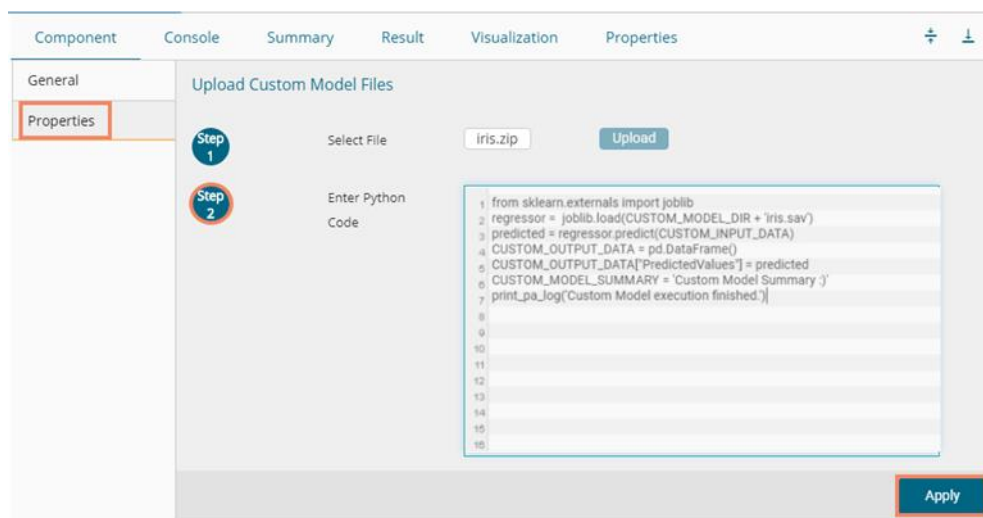 Component Console Summary Result Visualization Properties
General
Properties
Upload Custom Model Files
Step 1
Select File
iris.zip
Upload
Step 2
Enter Python
Code
1 from sklearn.externals import joblib
2 regressor = joblib.load(CUSTOM_MODEL_DIR + 'iris.sav')
3 predicted = regressor.predict(CUSTOM_INPUT_DATA)
4 CUSTOM_OUTPUT_DATA = pd.DataFrame()
5 CUSTOM_OUTPUT_DATA["PredictedValues"] = predicted
6 CUSTOM_MODEL_SUMMARY = 'Custom Model Summary :)'
7 print_pa_log('Custom Model execution finished.')
8
9
10
11
12
13
14
15
16
Apply